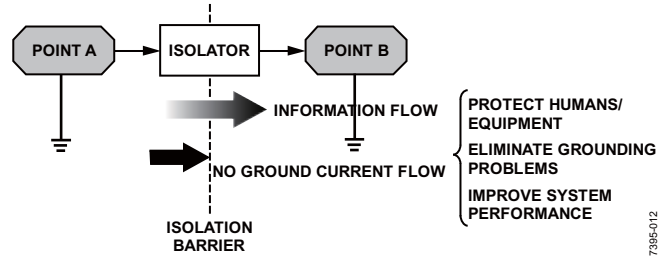 POINT A
ISOLATOR
POINT B
INFORMATION FLOW
NO GROUND CURRENT FLOW
PROTECT HUMANS/
EQUIPMENT
ELIMINATE GROUNDING
PROBLEMS
IMPROVE SYSTEM
PERFORMANCE
ISOLATION
BARRIER
7395-012